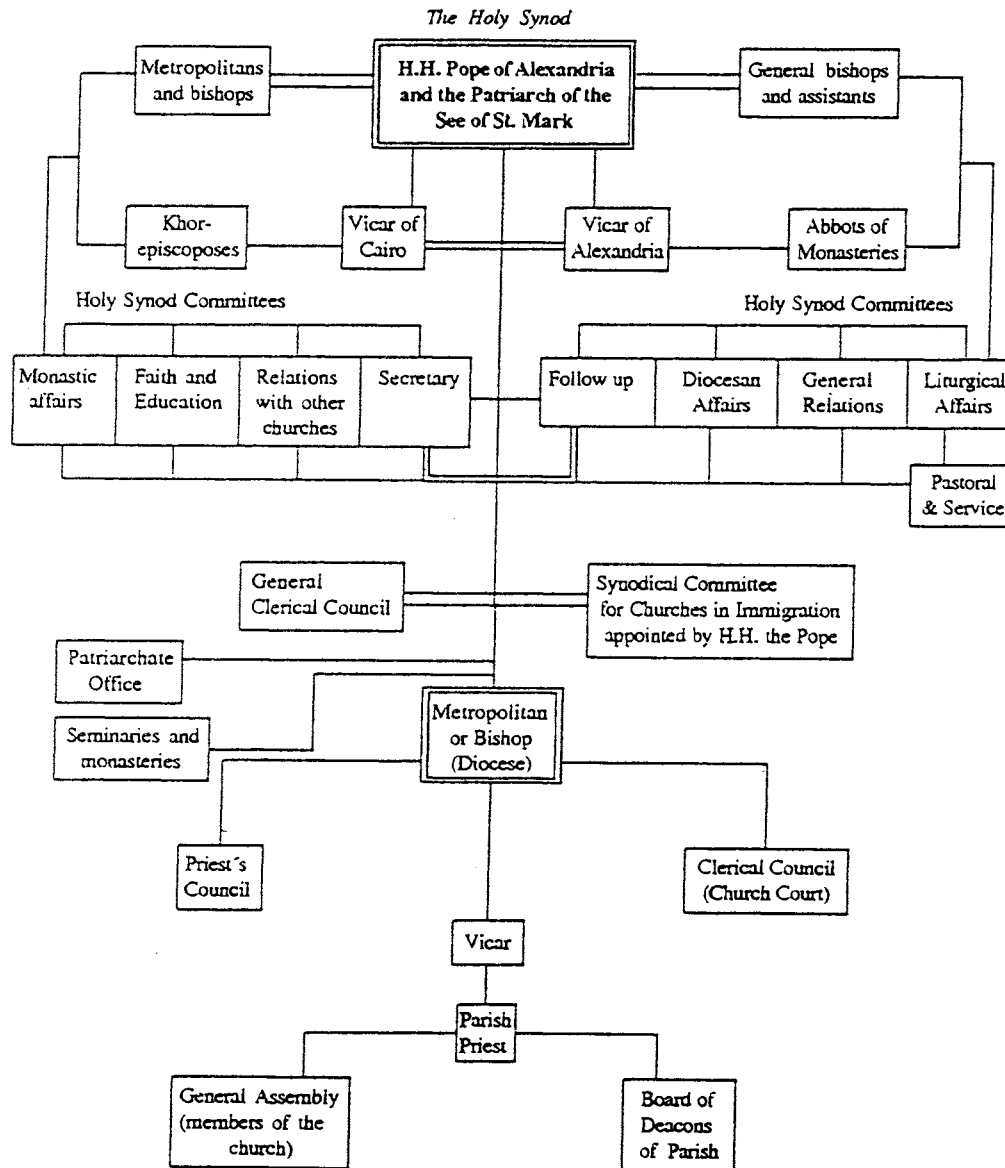 The Holy Synod
Metropolitans
and bishops
H.H. Pope of Alexandria
and the Patriarch of the
See of St. Mark
General bishops
and assistants
Khor-
episcoposes
Vicar of
Cairo
Vicar of
Alexandria
Abbots of
Monasteries
Holy Synod Committees
Holy Synod Committees
Monastic
affairs
Faith and
Education
Relations
with other
churches
Secretary
Follow up
Diocesan
Affairs
General
Relations
Liturgical
Affairs
Pastoral
& Service
General
Clerical Council
Synodical Committee
for Churches in Immigration
appointed by H.H. the Pope
Patriarchate
Office
Seminaries and
monasteries
Metropolitan
or Bishop
(Diocese)
Priest´s
Council
Clerical Council
(Church Court)
Vicar
Parish
Priest
General Assembly
(members of the
church)
Board of
Deacons
of Parish